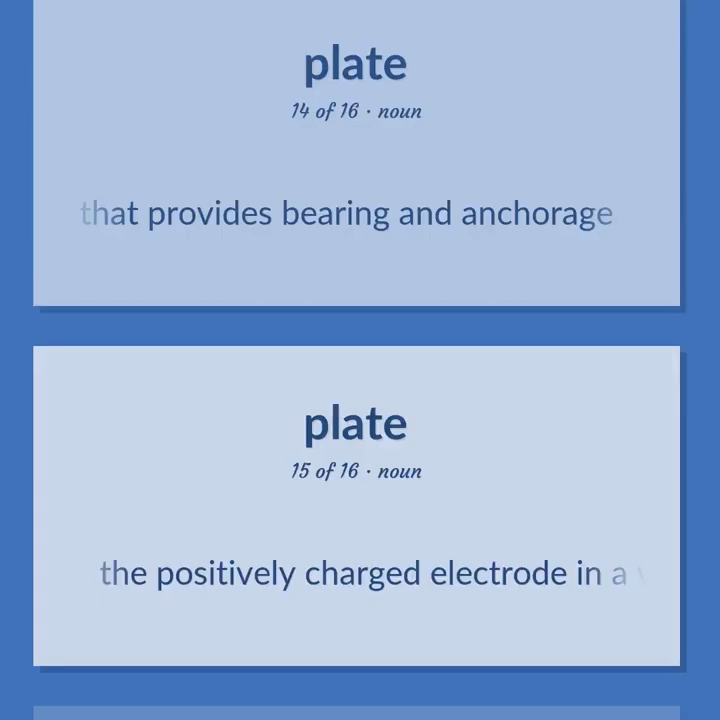 plate
14 of 16 · noun
that provides bearing and anchorage
plate
15 of 16 · noun
the positively charged electrode in a